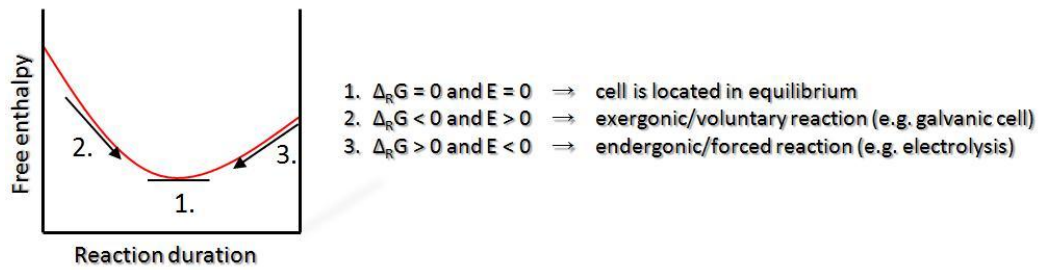 Free enthalpy
2.
3.
1.
Reaction duration
1. ΔRG = 0 and E = 0 → cell is located in equilibrium
2. ΔRG < 0 and E > 0 → exergonic/voluntary reaction (e.g. galvanic cell)
3. ΔRG > 0 and E < 0 → endergonic/forced reaction (e.g. electrolysis)